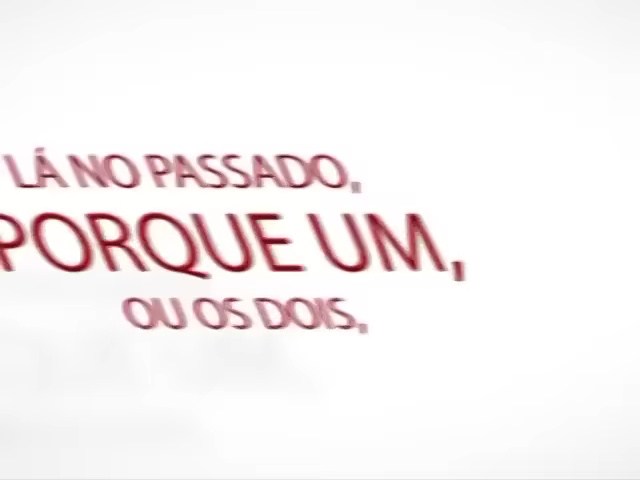 LÁ NO PASSADO,
PORQUE UM,
OU OS DOIS,